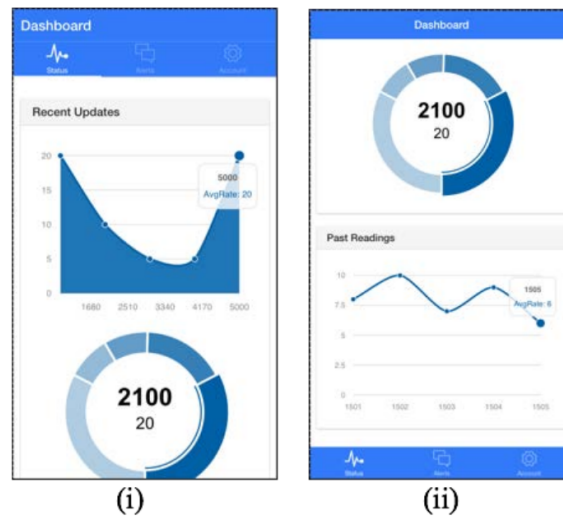 Dashboard
Status Alerts Account
Recent Updates
20
15
10
5
0
5000
AvgRate: 20
1680 2510 3340 4170 5000
2100
20
(i)
Dashboard
2100
20
Past Readings
10
7.5
5
2.5
0
1505
AvgRate: 6
1501 1502 1503 1504 1505
Status Alerts Account
(ii)